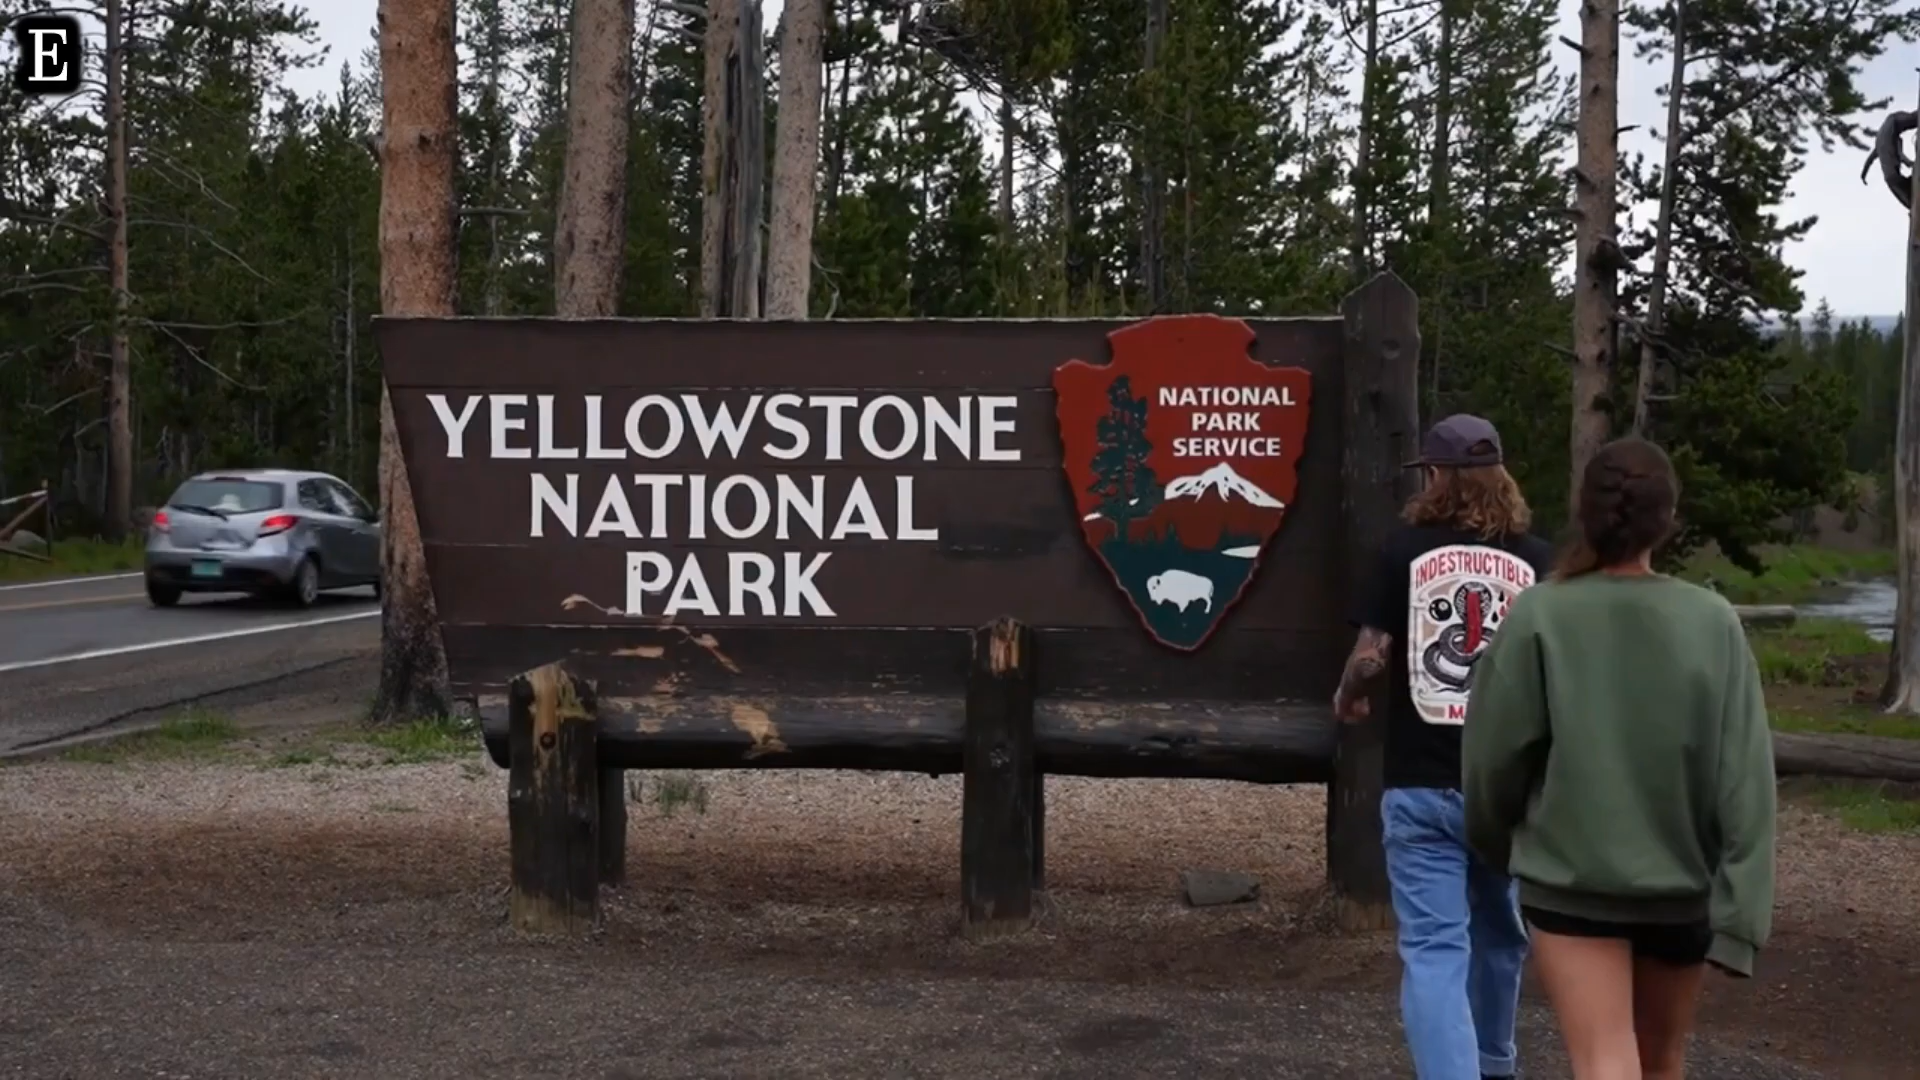 E
YELLOWSTONE
NATIONAL
PARK
NATIONAL
PARK
SERVICE
INDESTRUCTIBLE